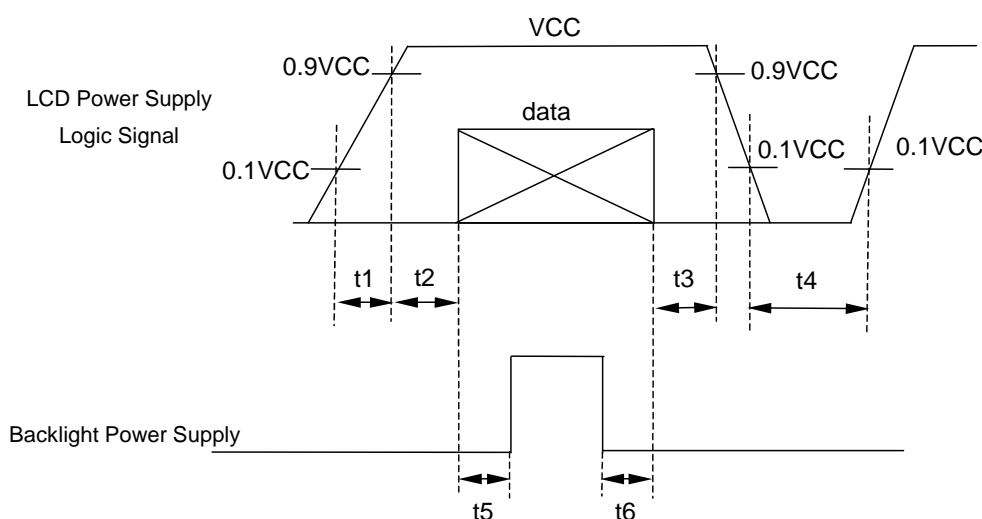 VCC
0.9VCC
0.9VCC
LCD Power Supply
Logic Signal
data
0.1VCC
0.1VCC
0.1VCC
t1
t2
t3
t4
Backlight Power Supply
t5
t6